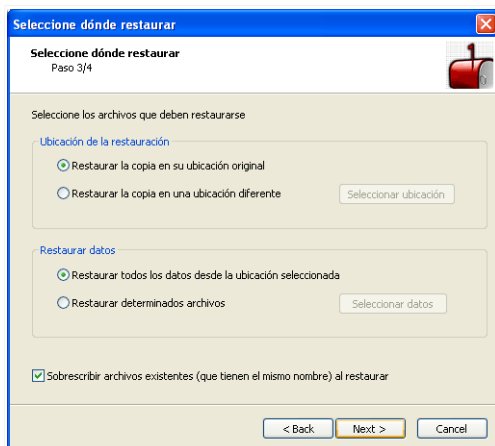 Seleccione dónde restaurar
Seleccione dónde restaurar
Paso 3/4
Seleccione los archivos que deben restaurarse
Ubicación de la restauración
Restaurar la copia en su ubicación original
Restaurar la copia en una ubicación diferente
Seleccionar ubicación
Restaurar datos
Restaurar todos los datos desde la ubicación seleccionada
Restaurar determinados archivos
Seleccionar datos
Sobrescribir archivos existentes (que tienen el mismo nombre) al restaurar
< Back
Next >
Cancel